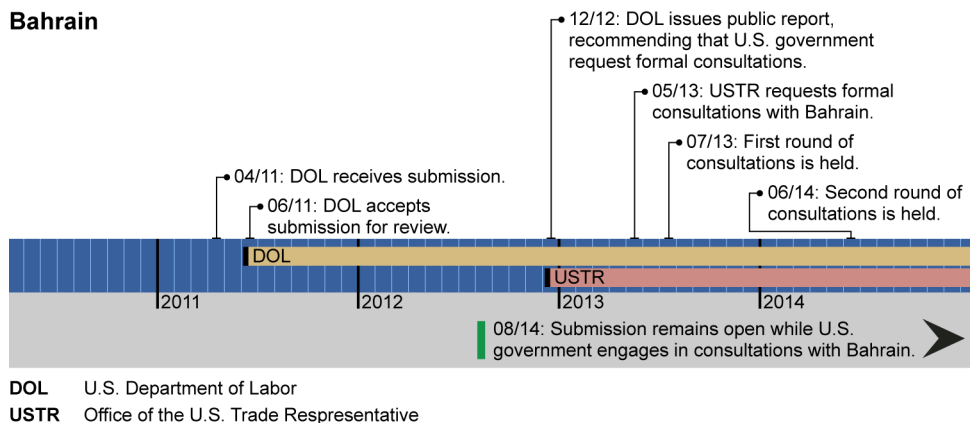 Bahrain
12/12: DOL issues public report,
recommending that U.S. government
request formal consultations.
05/13: USTR requests formal
consultations with Bahrain.
07/13: First round of
consultations is held.
04/11: DOL receives submission.
06/11: DOL accepts
submission for review.
06/14: Second round of
consultations is held.
DOL
USTR
2011
2012
2013
2014
08/14: Submission remains open while U.S.
government engages in consultations with Bahrain.
DOL U.S. Department of Labor
USTR Office of the U.S. Trade Respresentative